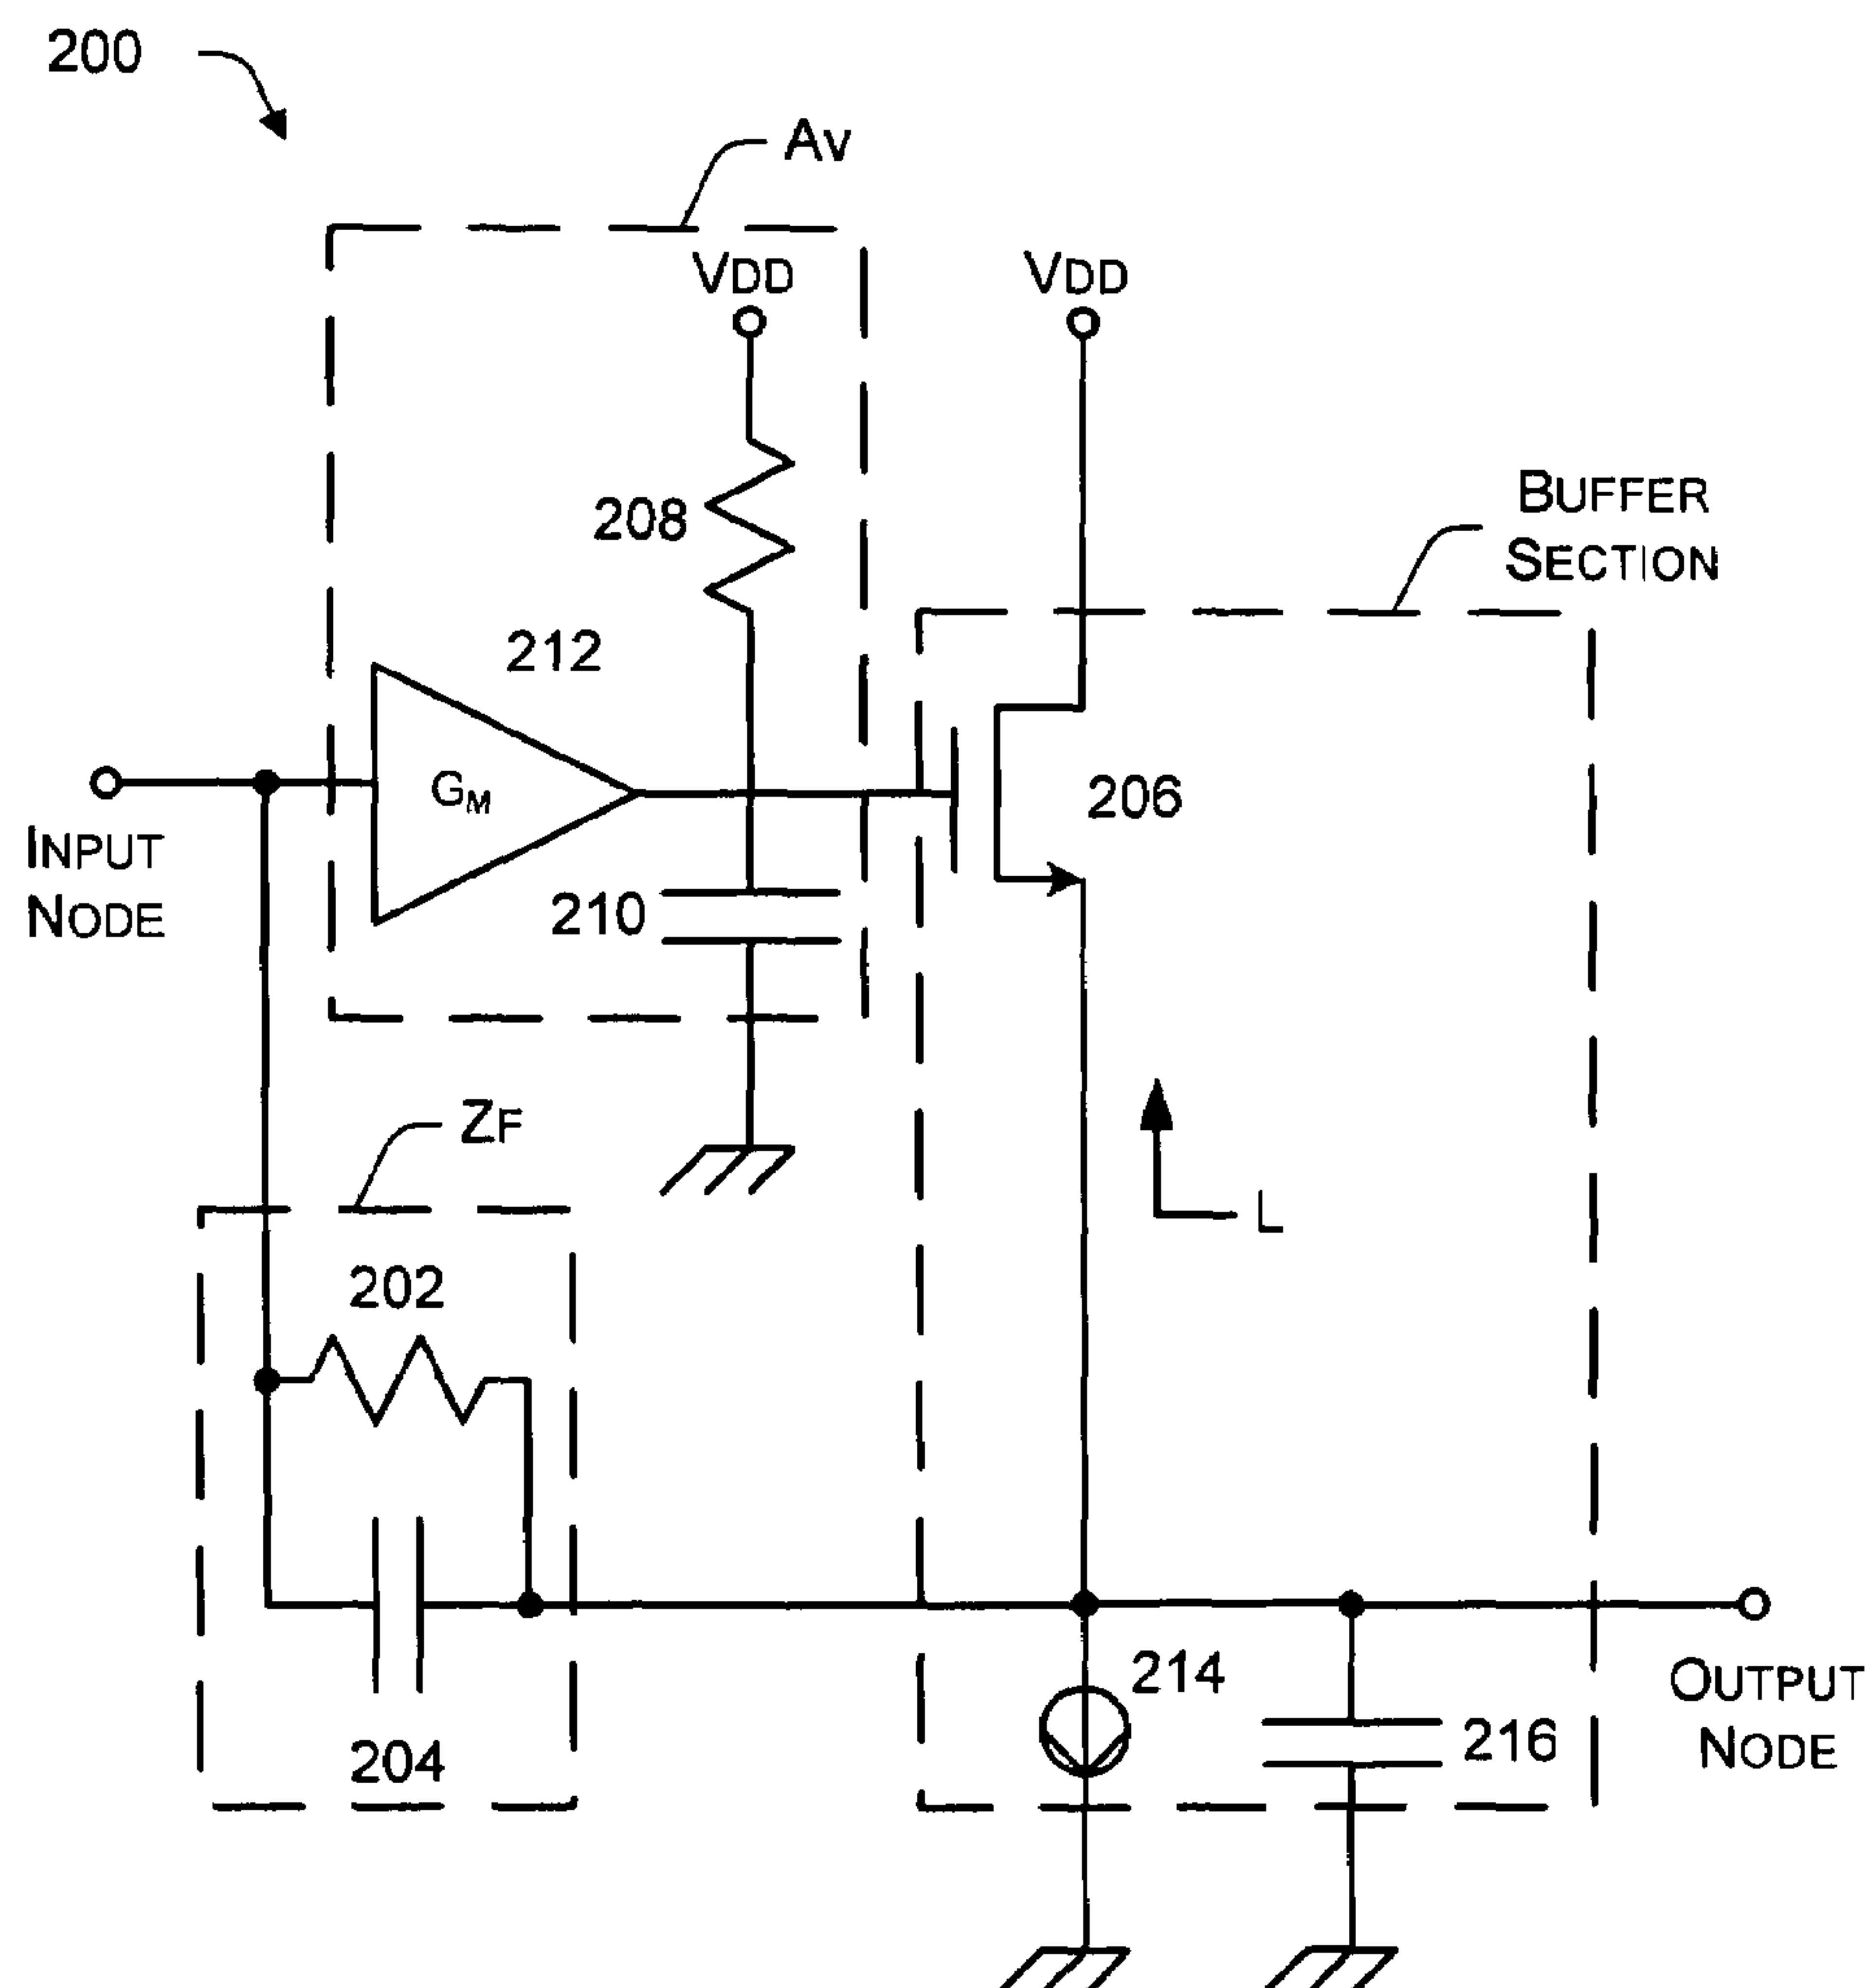 200
Av
VDD
VDD
208
BUFFER
SECTION
212
GM
206
INPUT
NODE
210
ZF
L
202
214
OUTPUT
NODE
216
204